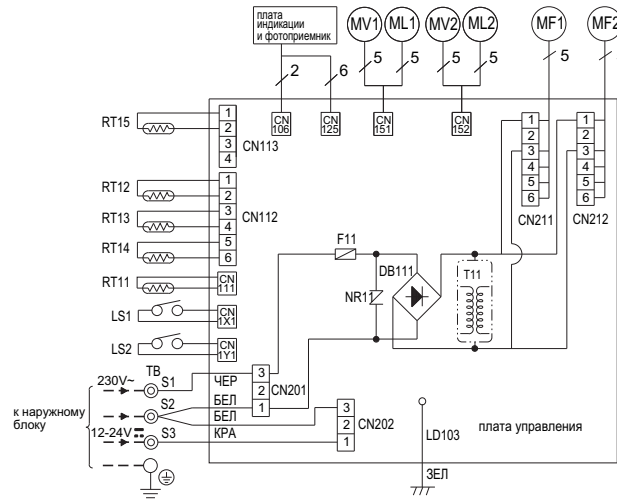 плата
индикации
и фотоприемник
MV1
ML1
MV2
ML2
MF1
MF2
2
6
5
5
5
5
5
CN
106
CN
125
CN
151
CN
152
RT15
1
2
3
4
CN113
RT12
RT13
RT14
1
2
3
4
5
6
CN112
RT11
CN
111
LS1
CN
1X1
LS2
CN
1Y1
1
2
3
4
5
6
CN211
1
2
3
4
5
6
CN212
F11
DB111
NR11
T11
TB
230V~
S1
ЧЕР
3
2
1
CN201
S2
БЕЛ
БЕЛ
к наружному
блоку
12-24V
S3
КРА
3
2
1
CN202
LD103
плата управления
ЗЕЛ